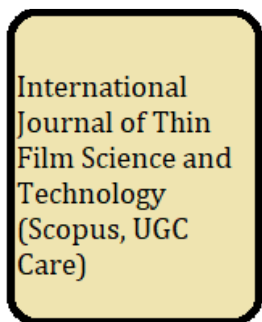 International
Journal of Thin
Film Science and
Technology
(Scopus, UGC
Care)